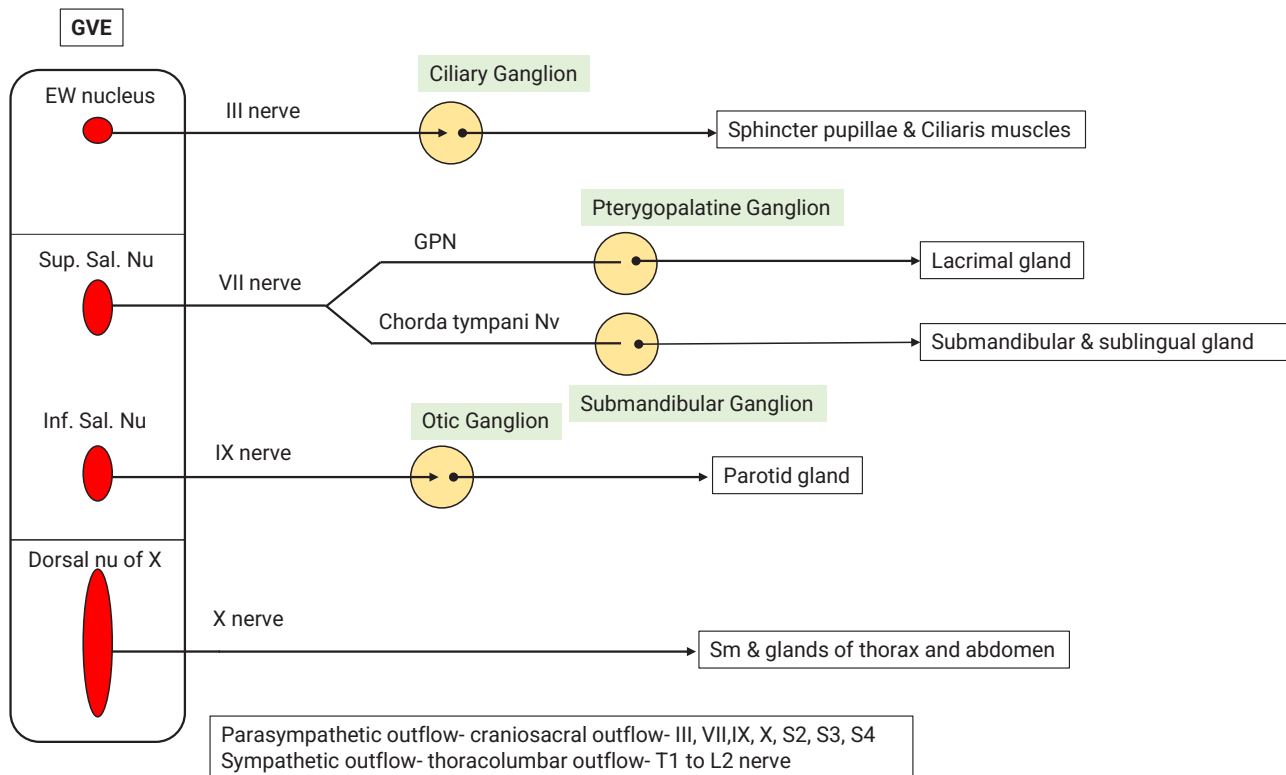 GVE
EW nucleus
III nerve
Ciliary Ganglion
Sphincter pupillae & Ciliaris muscles
Pterygopalatine Ganglion
Sup. Sal. Nu
VII nerve
GPN
Lacrimal gland
Chorda tympani Nv
Submandibular & sublingual gland
Submandibular Ganglion
Inf. Sal. Nu
IX nerve
Otic Ganglion
Parotid gland
Dorsal nu of X
X nerve
Sm & glands of thorax and abdomen
Parasympathetic outflow- craniosacral outflow- III, VII,IX, X, S2, S3, S4
Sympathetic outflow- thoracolumbar outflow- T1 to L2 nerve